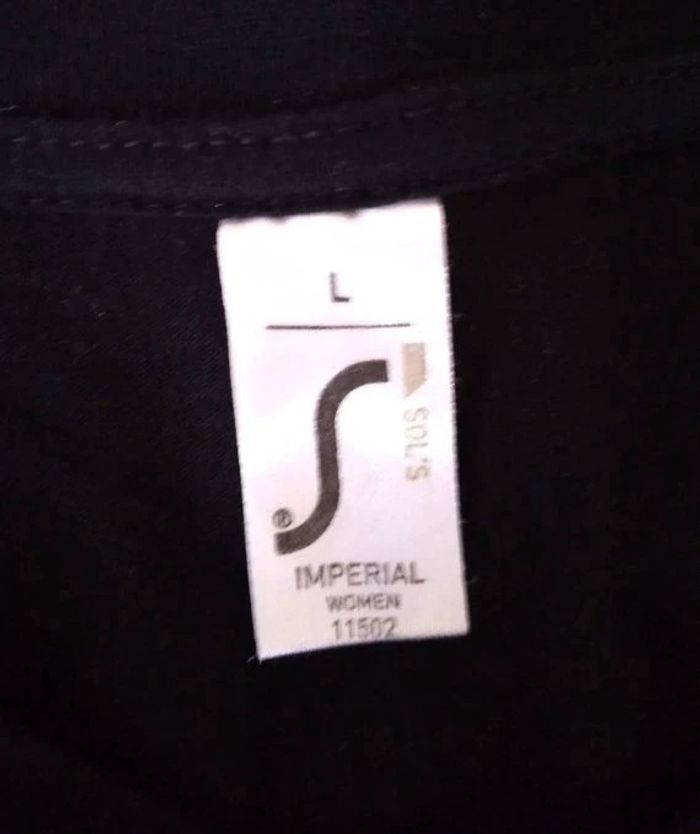 L
SOL'S
®
IMPERIAL
WOMEN
11502